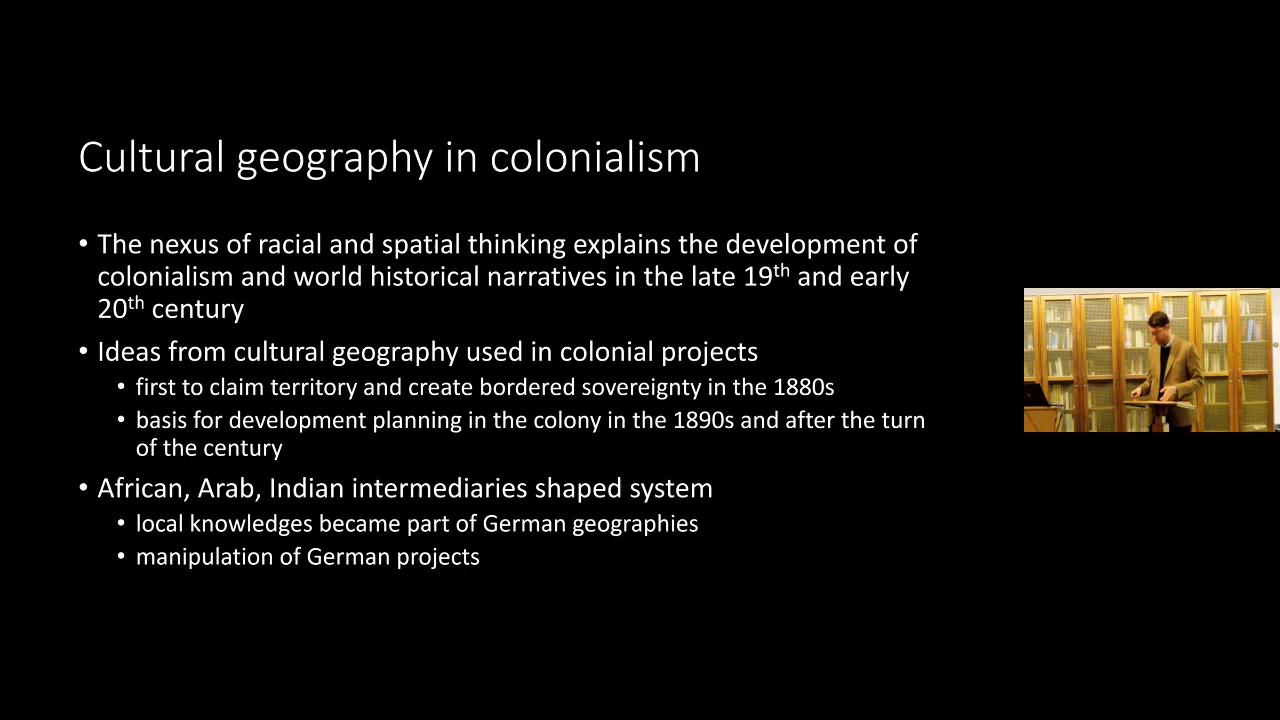 Cultural geography in colonialism
• The nexus of racial and spatial thinking explains the development of
colonialism and world historical narratives in the late 19th and early
20th century
• Ideas from cultural geography used in colonial projects
• first to claim territory and create bordered sovereignty in the 1880s
• basis for development planning in the colony in the 1890s and after the turn
of the century
• African, Arab, Indian intermediaries shaped system
• local knowledges became part of German geographies
• manipulation of German projects